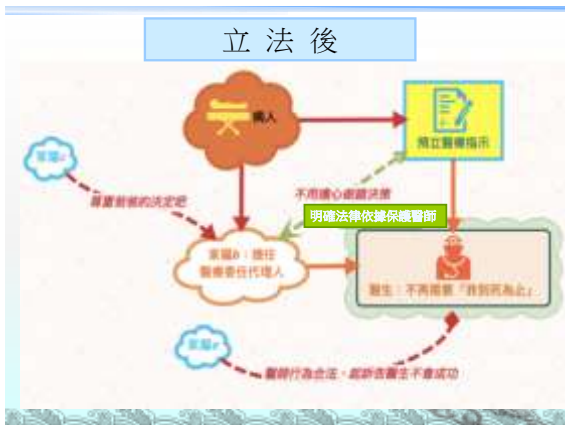 立法後
病人
預立醫療指示
家屬c
尊重爸爸的決定吧
不用擔心做錯決策
明確法律依據保護醫師
家屬b：擔任
醫療委任代理人
醫生：不再需要「救到死為止」
家屬
醫師行為合法，起訴告醫生不會成功